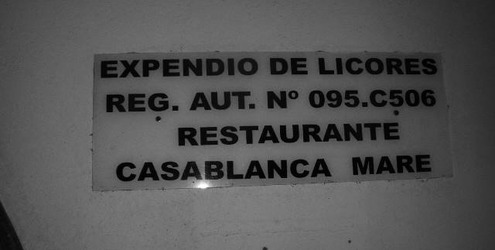 EXPENDIO DE LICORES
REG. AUT. Nº 095.C506
RESTAURANTE
CASABLANCA MARE